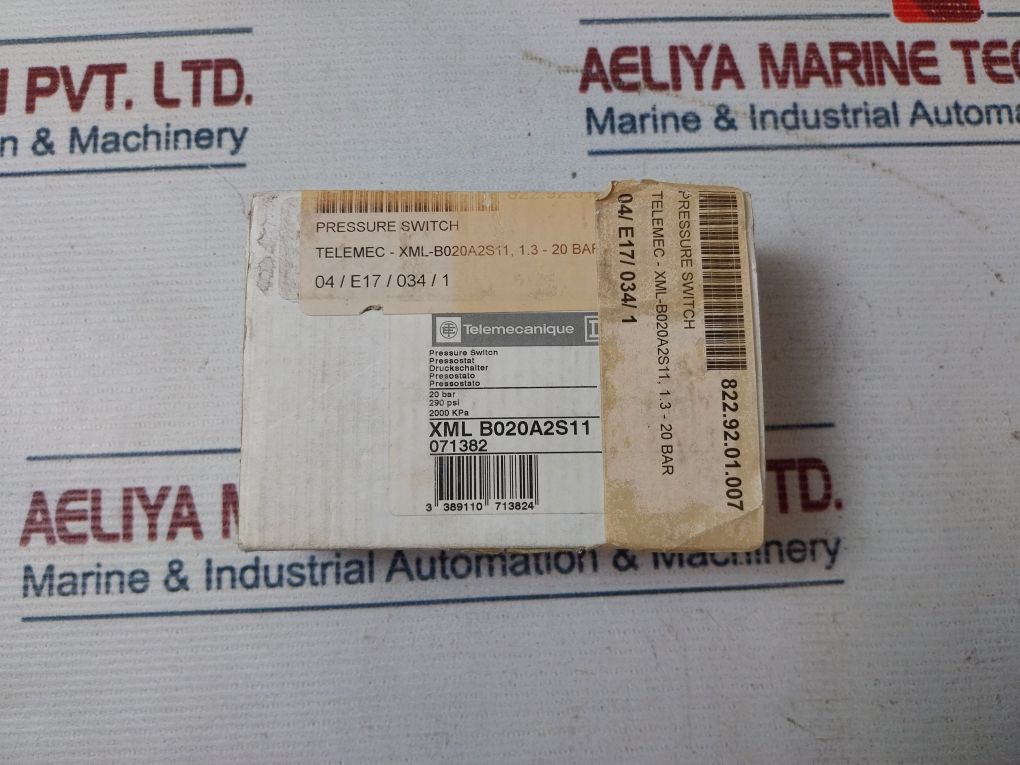 PVT. LTD.
n & Machinery
AELIYA MARINE TEC
Marine & Industrial Automa
PRESSURE SWITCH
TELEMEC - XML-B020A2S11, 1.3 - 20 BAR
04 / E17 / 034 / 1
Telemecanique
Pressure Switch
Pressostat
Druckschalter
Presostato
Pressostato
20 bar
290 psi
2000 KPa
XML B020A2S11
071382
3 389110 713824
822.92.01.007
PRESSURE SWITCH
TELEMEC - XML-B020A2S11, 1.3 - 20 BAR
04/ E17/ 034/ 1
AELIYA
TD.
Marine & Industrial Automation & Machinery